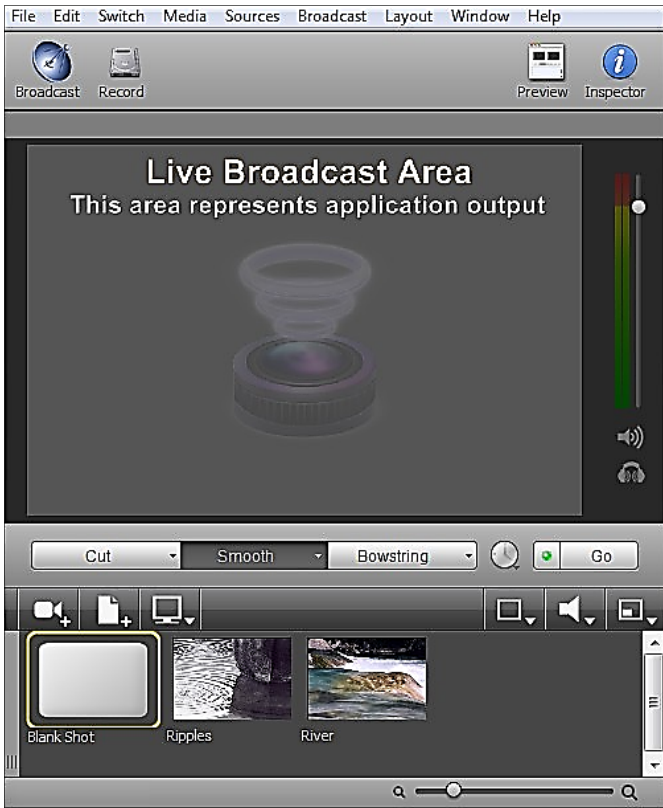 File Edit Switch Media Sources Broadcast Layout Window Help
Broadcast Record Preview Inspector
Live Broadcast Area
This area represents application output
Cut Smooth Bowstring Go
Blank Shot Ripples River